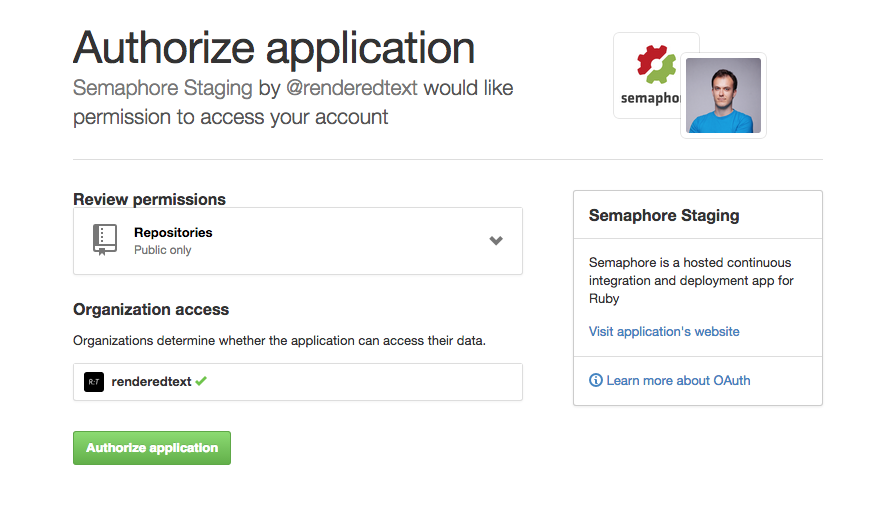 Authorize application
Semaphore Staging by @renderedtext would like
permission to access your account
semapho
Review permissions
Repositories
Public only
Organization access
Organizations determine whether the application can access their data.
R:T renderedtext
Authorize application
Semaphore Staging
Semaphore is a hosted continuous
integration and deployment app for
Ruby
Visit application's website
Learn more about OAuth